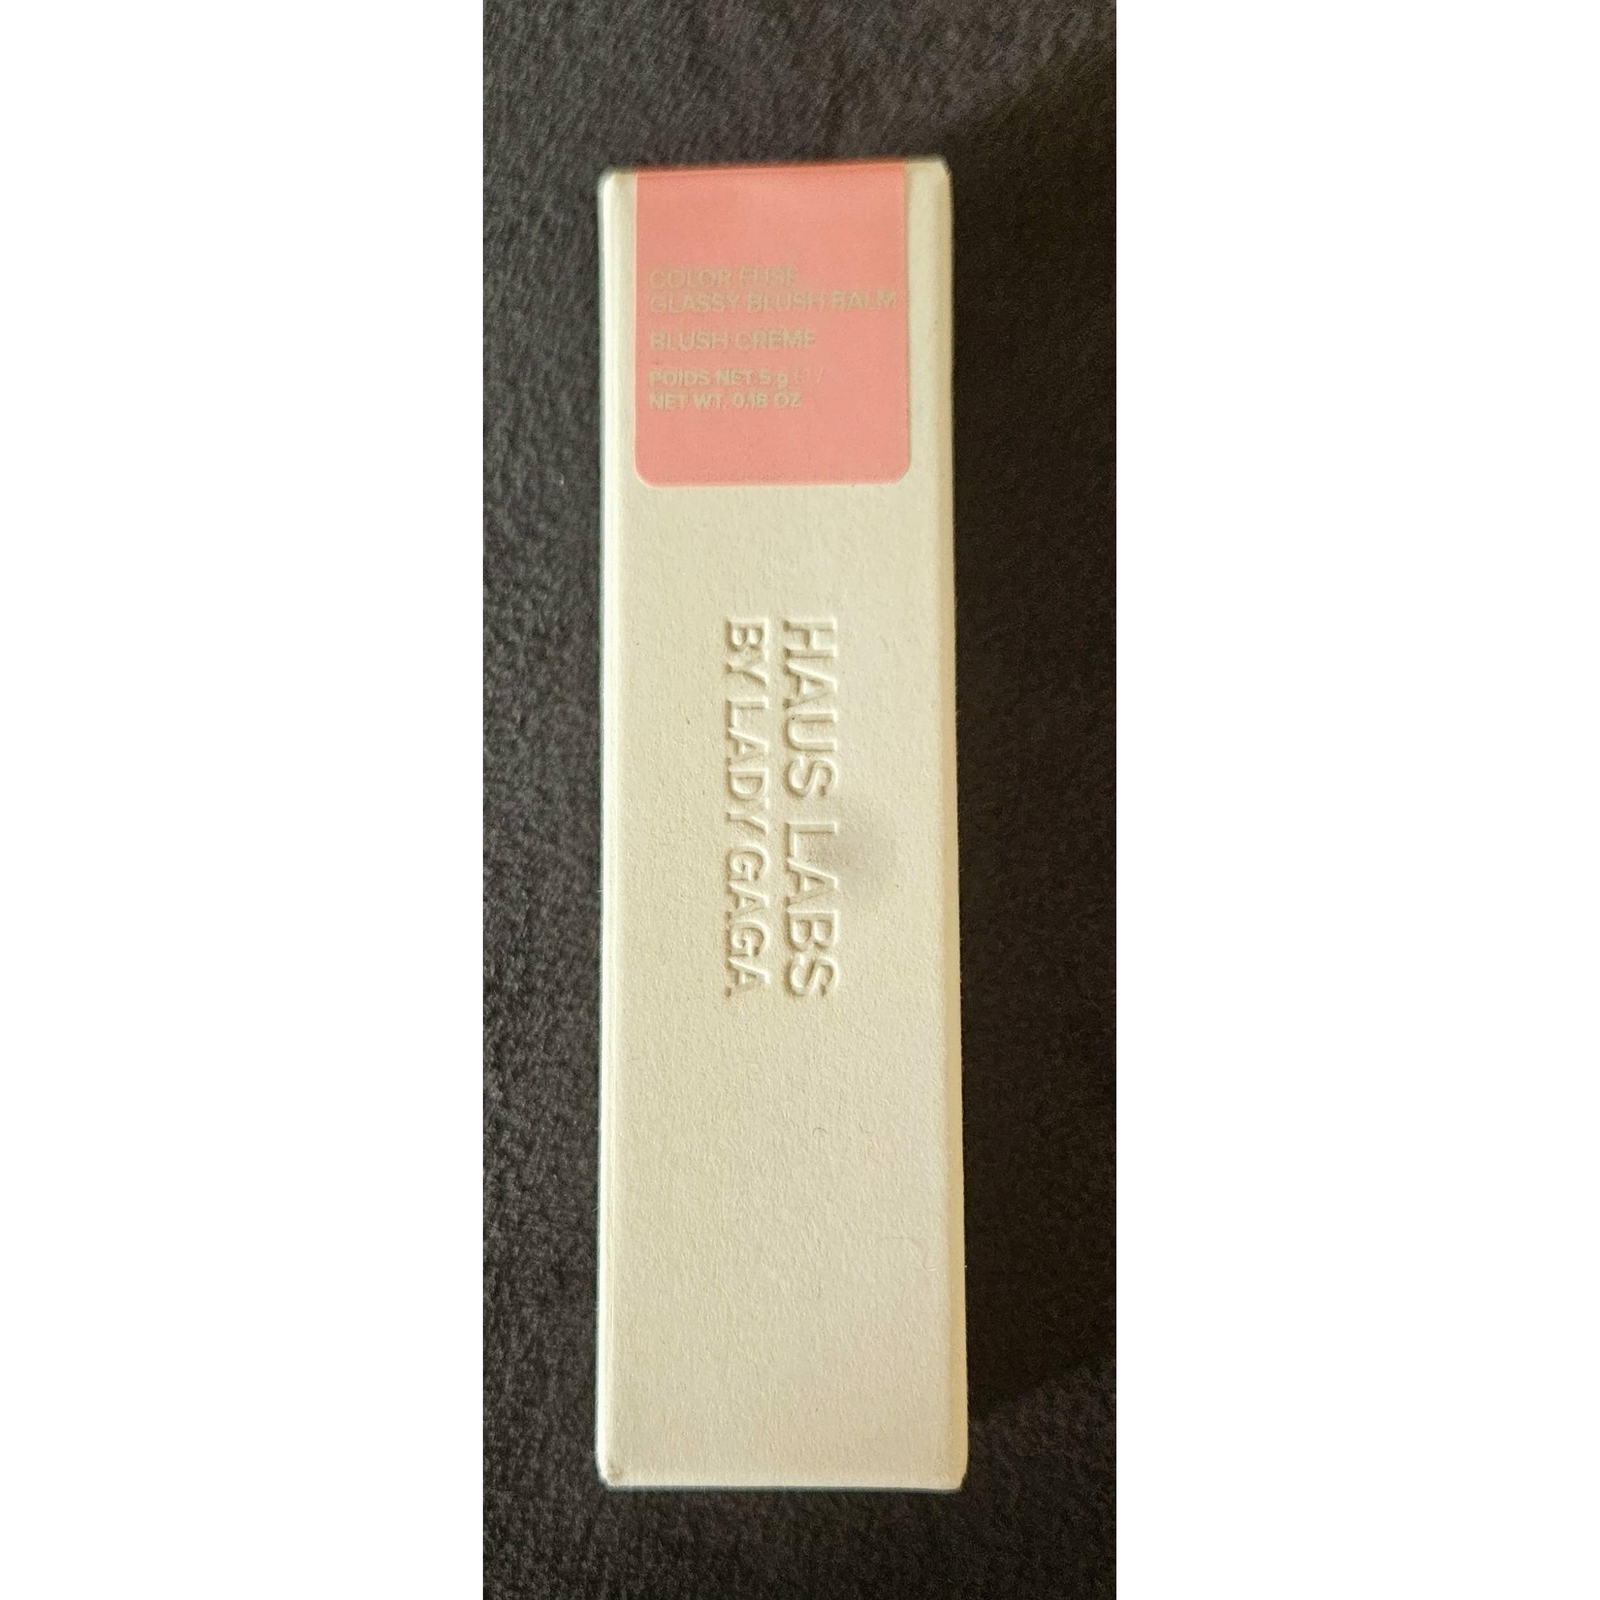 COLOR FUSE
GLASSY BLUSH BALM
BLUSH CRÈME
POIDS NET 5 g
NET WT. 0.18 OZ
HAUS LABS
BY LADY GAGA